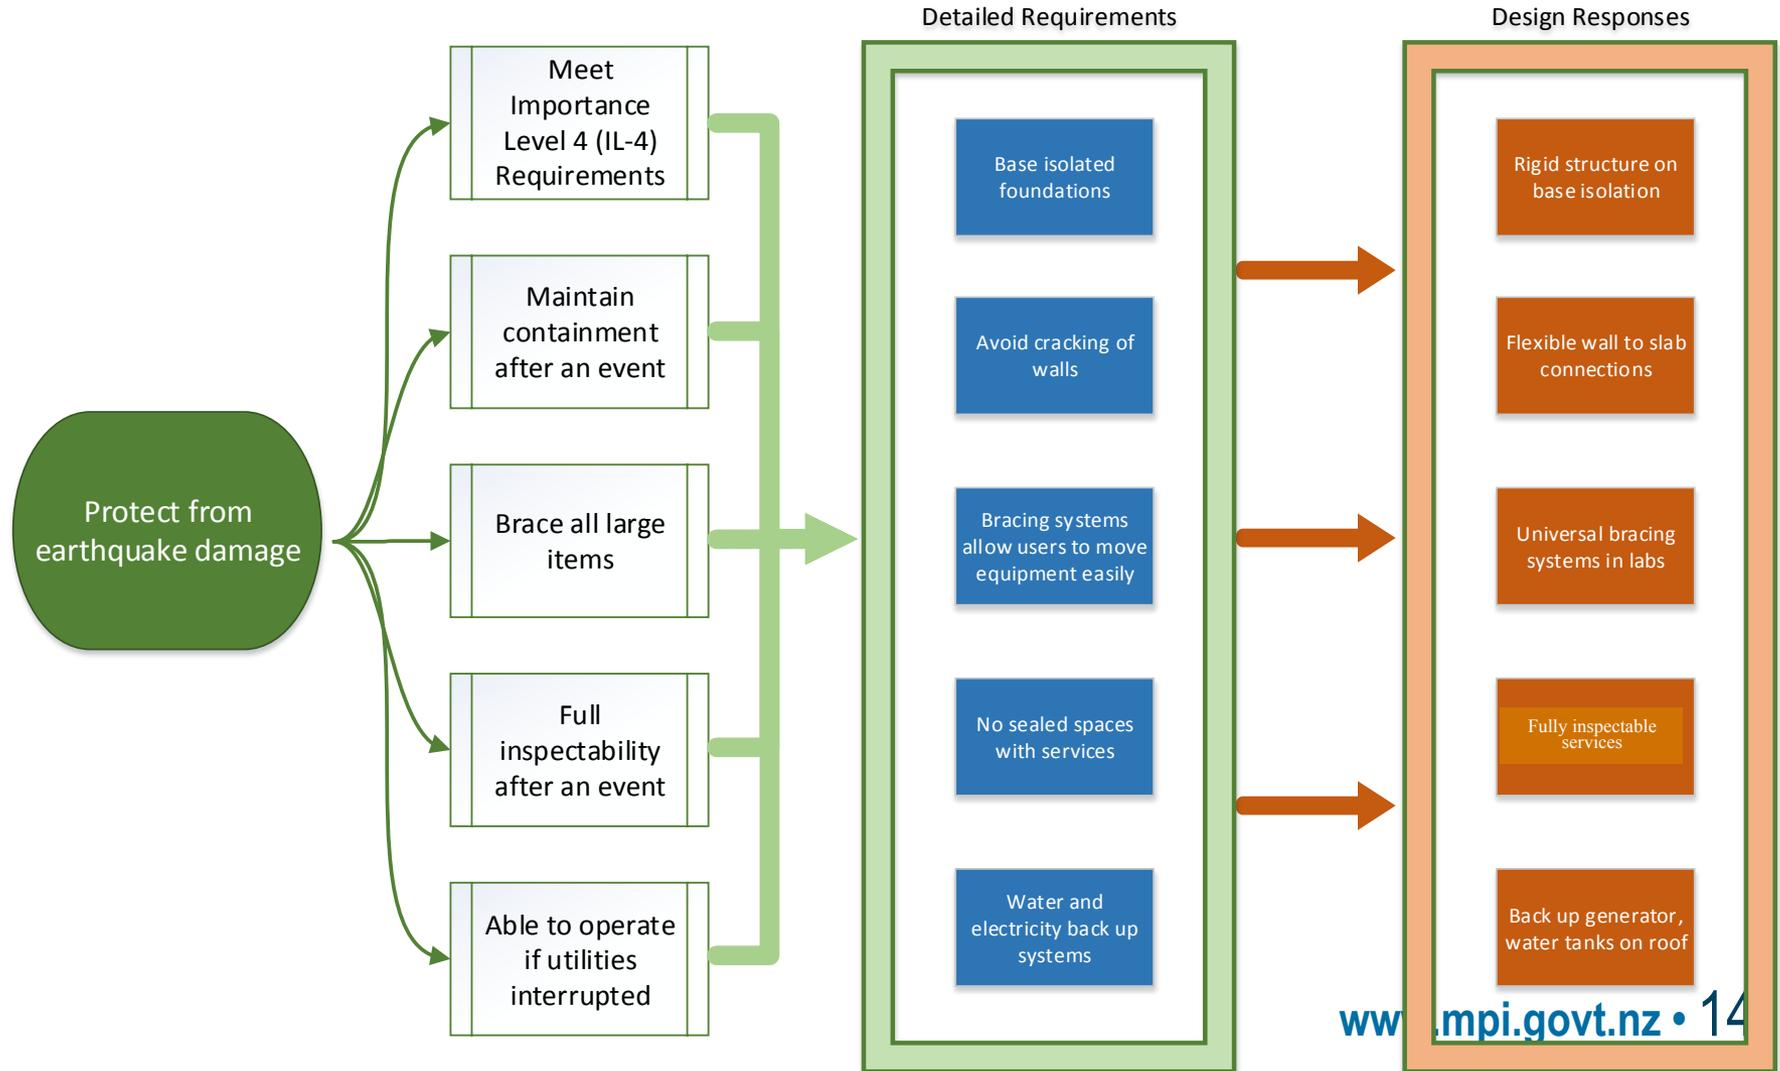 Detailed Requirements
Design Responses
Protect from
earthquake damage
Meet
Importance
Level 4 (IL-4)
Requirements
Maintain
containment
after an event
Brace all large
items
Full
inspectability
after an event
Able to operate
if utilities
interrupted
Base isolated
foundations
Avoid cracking of
walls
Bracing systems
allow users to move
equipment easily
No sealed spaces
with services
Water and
electricity back up
systems
Rigid structure on
base isolation
Flexible wall to slab
connections
Universal bracing
systems in labs
Fully inspectable
services
Back up generator,
water tanks on roof
www.mpi.govt.nz • 14